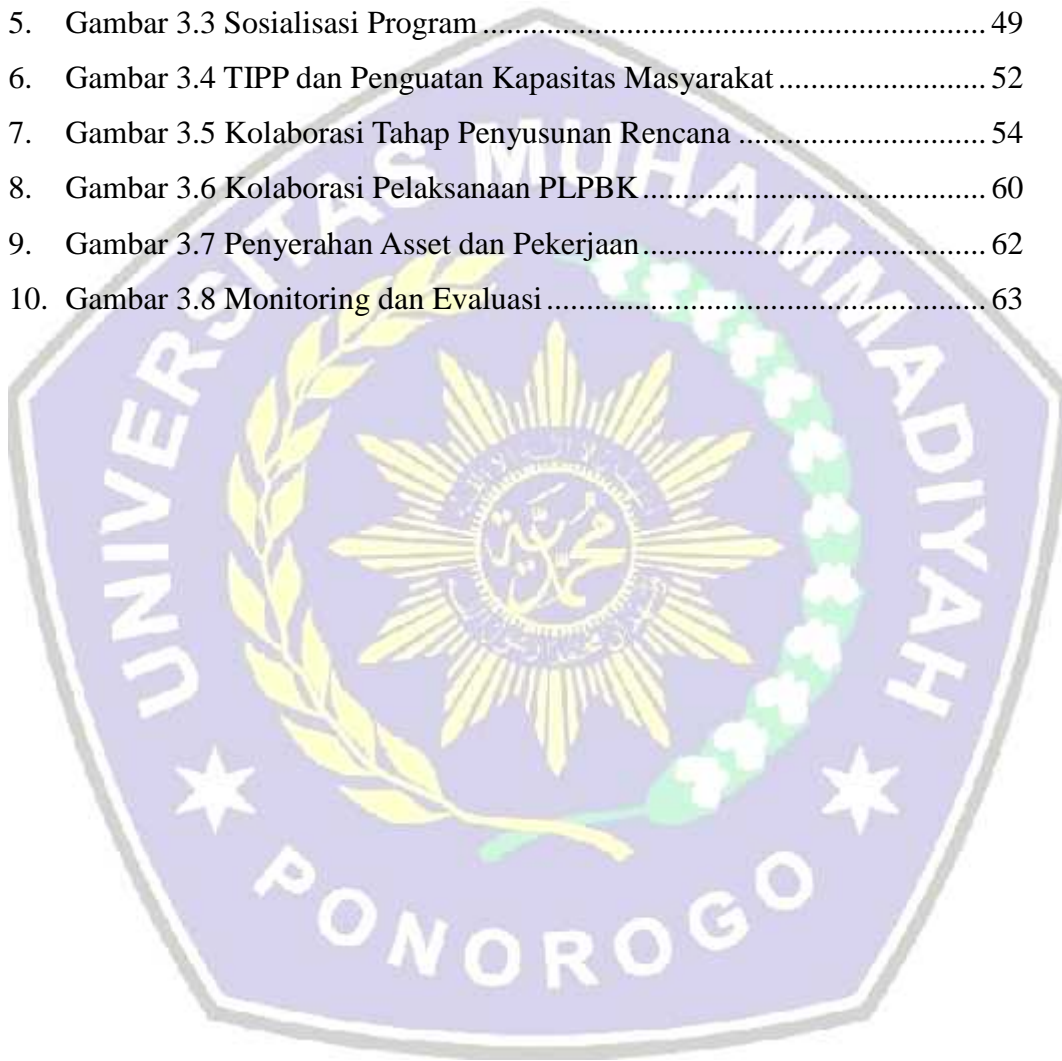 5. Gambar 3.3 Sosialisasi Program ........................................................................ 49
6. Gambar 3.4 TIPP dan Penguatan Kapasitas Masyarakat .............................. 52
7. Gambar 3.5 Kolaborasi Tahap Penyusunan Rencana ................................... 54
8. Gambar 3.6 Kolaborasi Pelaksanaan PLPBK ................................................. 60
9. Gambar 3.7 Penyerahan Asset dan Pekerjaan ................................................. 62
10. Gambar 3.8 Monitoring dan Evaluasi ............................................................... 63
UNIVERSITAS MUHAMMADIYAH
PONOROGO